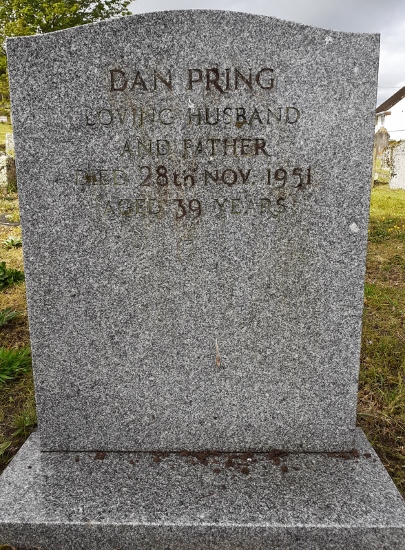 DAN PRING
LOVING HUSBAND
AND FATHER
DIED 28th NOV. 1951
AGED 39 YEARS